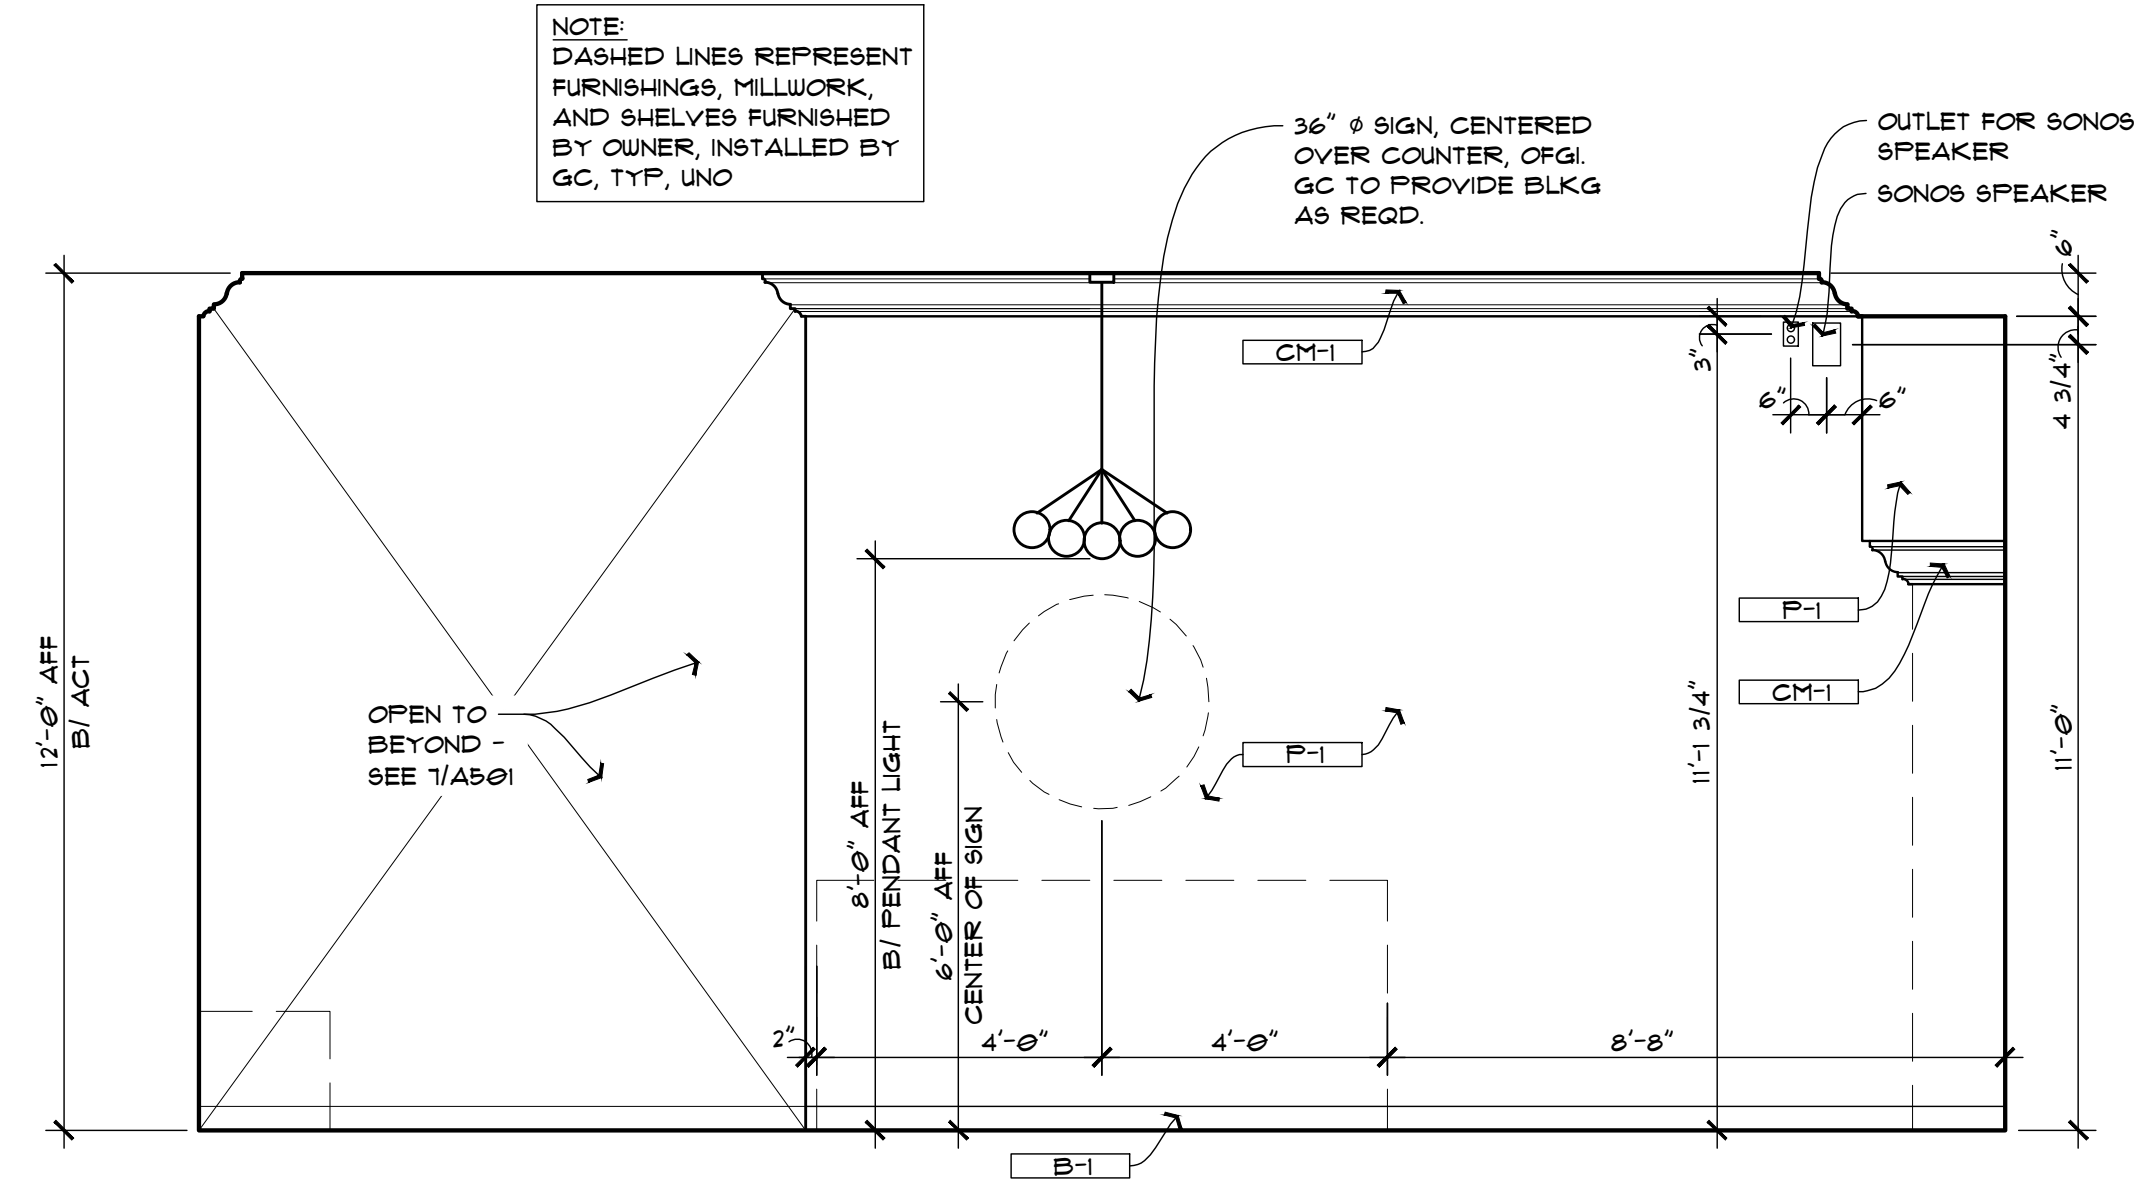 NOTE:
DASHED LINES REPRESENT
FURNISHINGS, MILLWORK,
AND SHELVES FURNISHED
BY OWNER, INSTALLED BY
GC, TYP, UNO
36" Ø SIGN, CENTERED
OVER COUNTER, OFGI.
GC TO PROVIDE BLKG
AS REQD.
OUTLET FOR SONOS
SPEAKER
SONOS SPEAKER
6"
CM-1
3"
4 3/4"
6"
6"
P-1
CM-1
12'-0" AFF
B/ ACT
OPEN TO
BEYOND -
SEE 7/A501
8'-0" AFF
B/ PENDANT LIGHT
6'-0" AFF
CENTER OF SIGN
P-1
11'-1 3/4"
11'-0"
2"
4'-0"
4'-0"
8'-8"
B-1